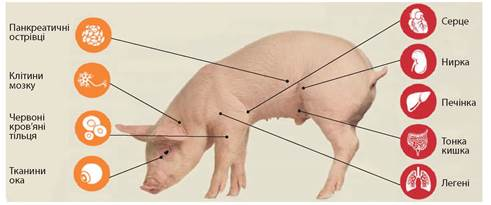 Панкреатичні
острівці
Клітини
мозку
Червоні
кров'яні
тільця
Тканини
ока
Серце
Нирка
Печінка
Тонка
кишка
Легені